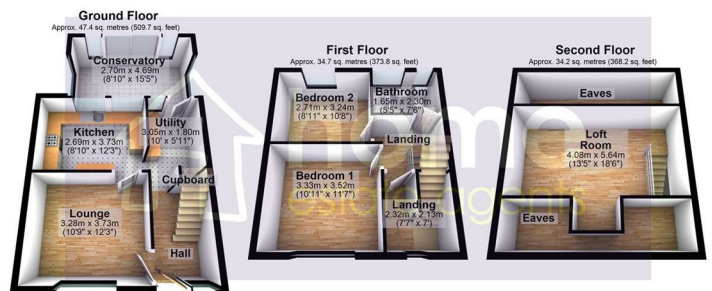 Ground Floor
Approx. 47.4 sq. metres (509.7 sq. feet)
Conservatory
2.70m x 4.69m
(8'10" x 15'5")
Kitchen
2.69m x 3.73m
(8'10" x 12'3")
Utility
3.05m x 1.80m
(10' x 5'11")
Cupboard
Lounge
3.28m x 3.73m
(10'9" x 12'3")
Hall
First Floor
Approx. 34.7 sq. metres (373.8 sq. feet)
Bedroom 2
2.71m x 3.24m
(8'11" x 10'8")
Bathroom
1.65m x 2.30m
(5'5" x 7'6")
Landing
Bedroom 1
3.33m x 3.52m
(10'11" x 11'7")
Landing
2.32m x 2.13m
(7'7" x 7')
Second Floor
Approx. 34.2 sq. metres (368.2 sq. feet)
Eaves
Loft
Room
4.08m x 5.64m
(13'5" x 18'6")
Eaves
home
estate agents